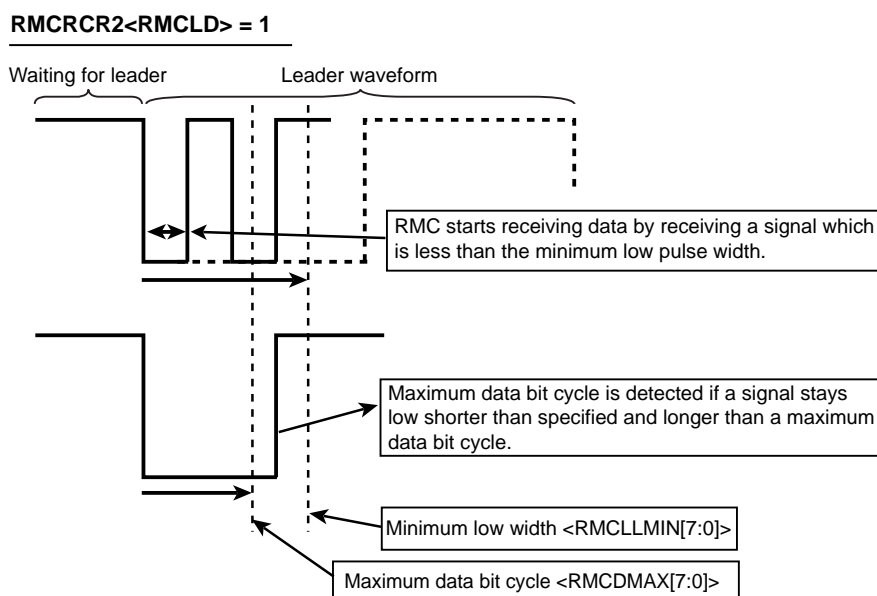 RMCRCR2<RMCLD> = 1
Waiting for leader
Leader waveform
RMC starts receiving data by receiving a signal which
is less than the minimum low pulse width.
Maximum data bit cycle is detected if a signal stays
low shorter than specified and longer than a maximum
data bit cycle.
Minimum low width <RMCLLMIN[7:0]>
Maximum data bit cycle <RMCDMAX[7:0]>